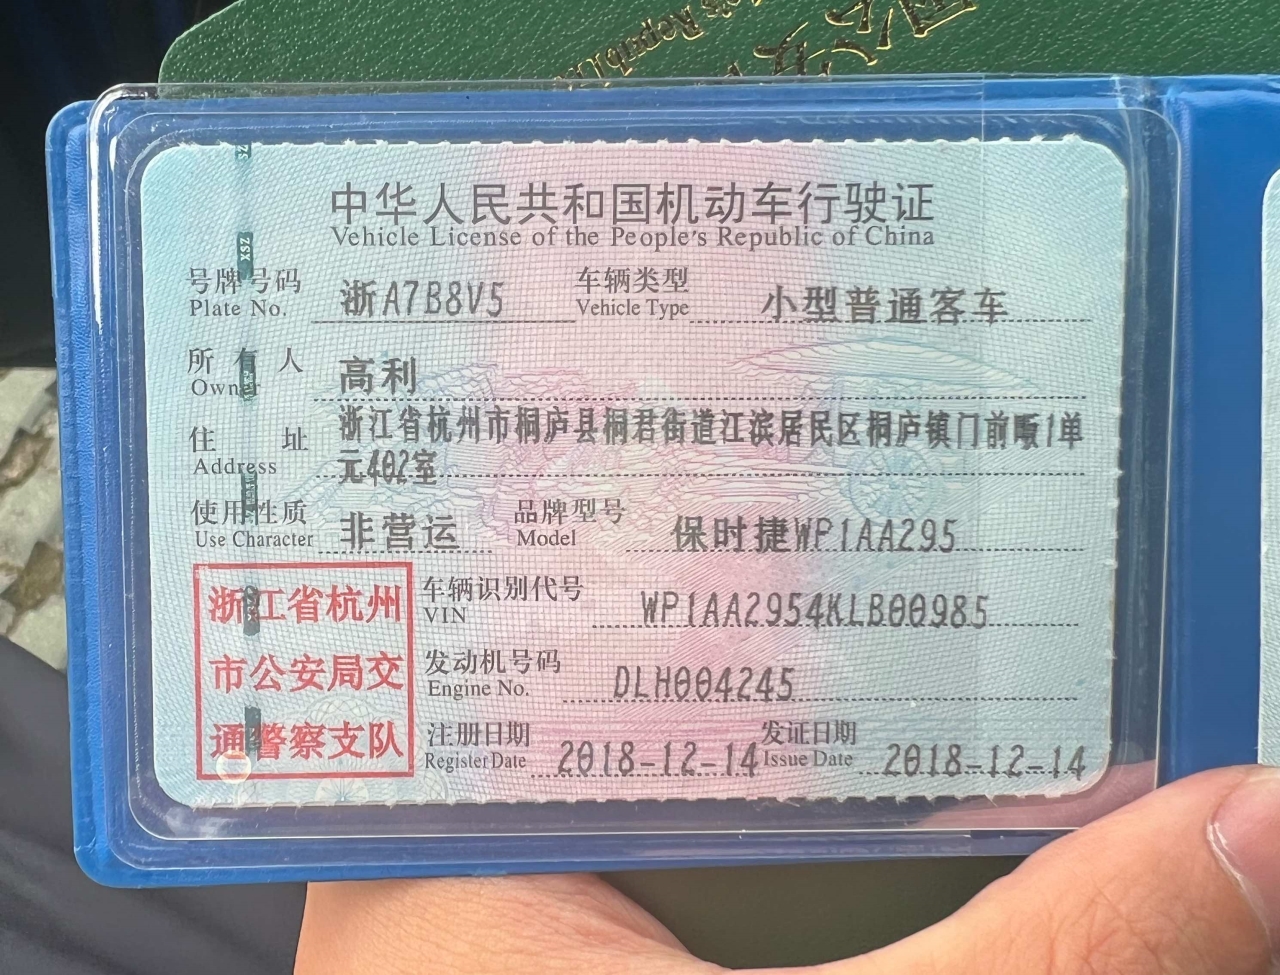 中华人民共和国机动车行驶证
Vehicle License of the People's Republic of China
号牌号码 浙A7B8V5 车辆类型 小型普通客车
Plate No. Vehicle Type
所有人 高利
Owner
住址 浙江省杭州市桐庐县桐君街道江滨居民区桐庐镇门前畈1单
Address 元402室
使用性质 非营运 品牌型号 保时捷WP1AA295
Use Character Model
浙江省杭州
市公安局交
通警察支队
车辆识别代号 WP1AA2954KLB00985
VIN
发动机号码 DLH004245
Engine No.
注册日期 2018-12-14 发证日期 2018-12-14
Register Date Issue Date
XSZ